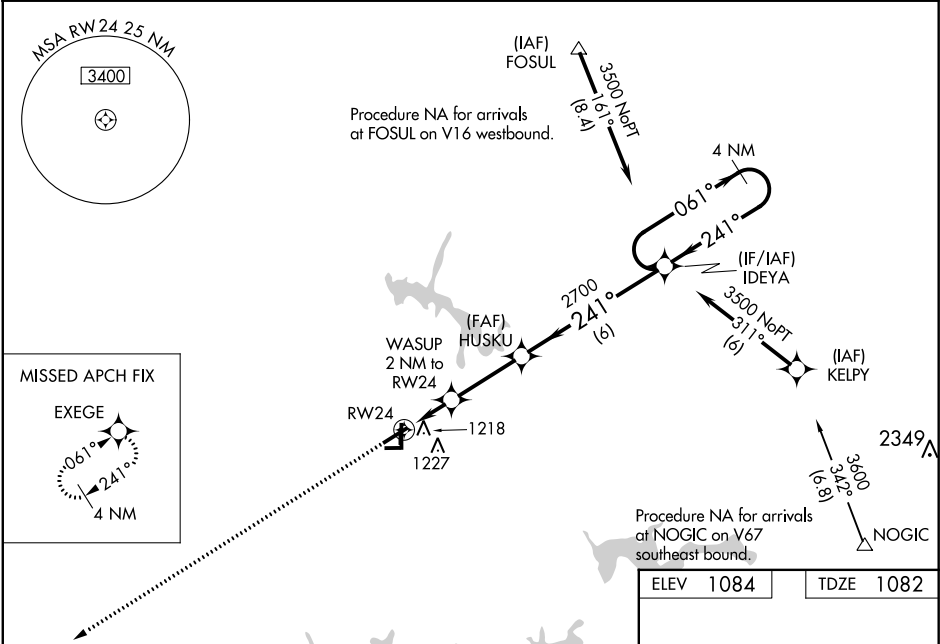 MSA RW24 25 NM
3400
(IAF)
FOSUL
3500 NoPT
161°
(8.4)
Procedure NA for arrivals
at FOSUL on V16 westbound.
4 NM
061°
241°
(IF/IAF)
IDEYA
2700
241°
(6)
3500 NoPT
311°
(6)
(IAF)
KELPY
(FAF)
HUSKU
WASUP
2 NM to
RW24
RW24
1218
1227
MISSED APCH FIX
EXEGE
061°
241°
4 NM
2349
3600
342°
(6.8)
NOGIC
Procedure NA for arrivals
at NOGIC on V67
southeast bound.
ELEV 1084
TDZE 1082